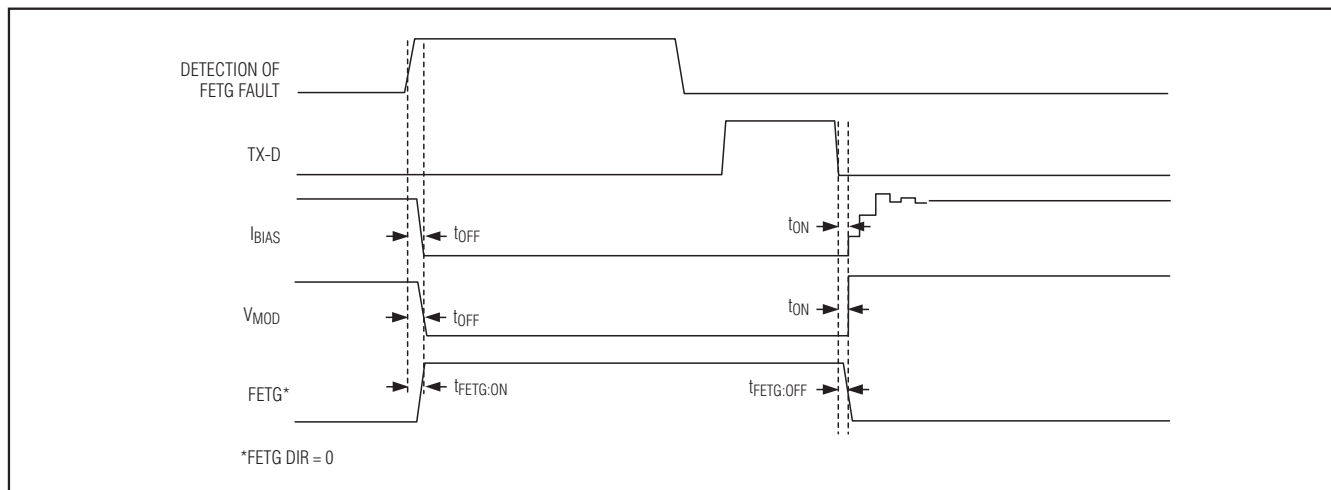 DETECTION OF
FETG FAULT
TX-D
IBIAS
tOFF
tON
VMOD
tOFF
tON
FETG*
tFETG:ON
tFETG:OFF
*FETG DIR = 0